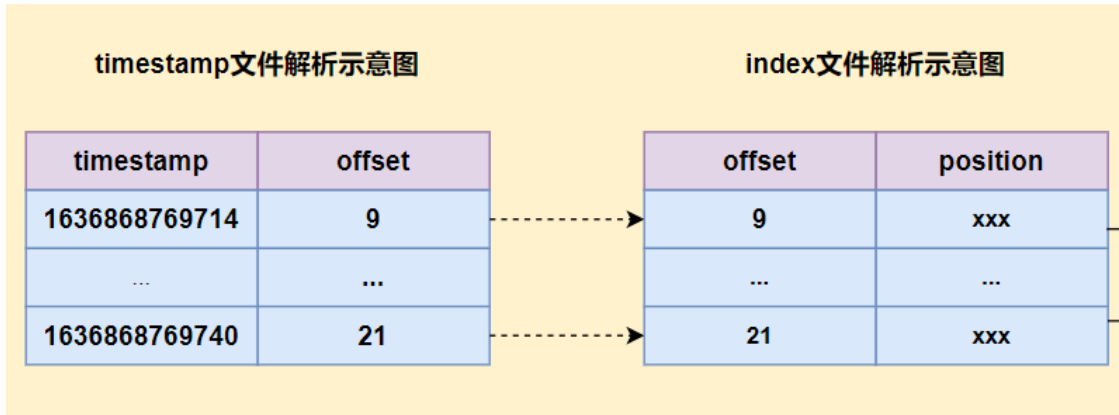 timestamp文件解析示意图
timestamp offset
1636868769714 9
... ...
1636868769740 21
index文件解析示意图
offset position
9 xxx
... ...
21 xxx